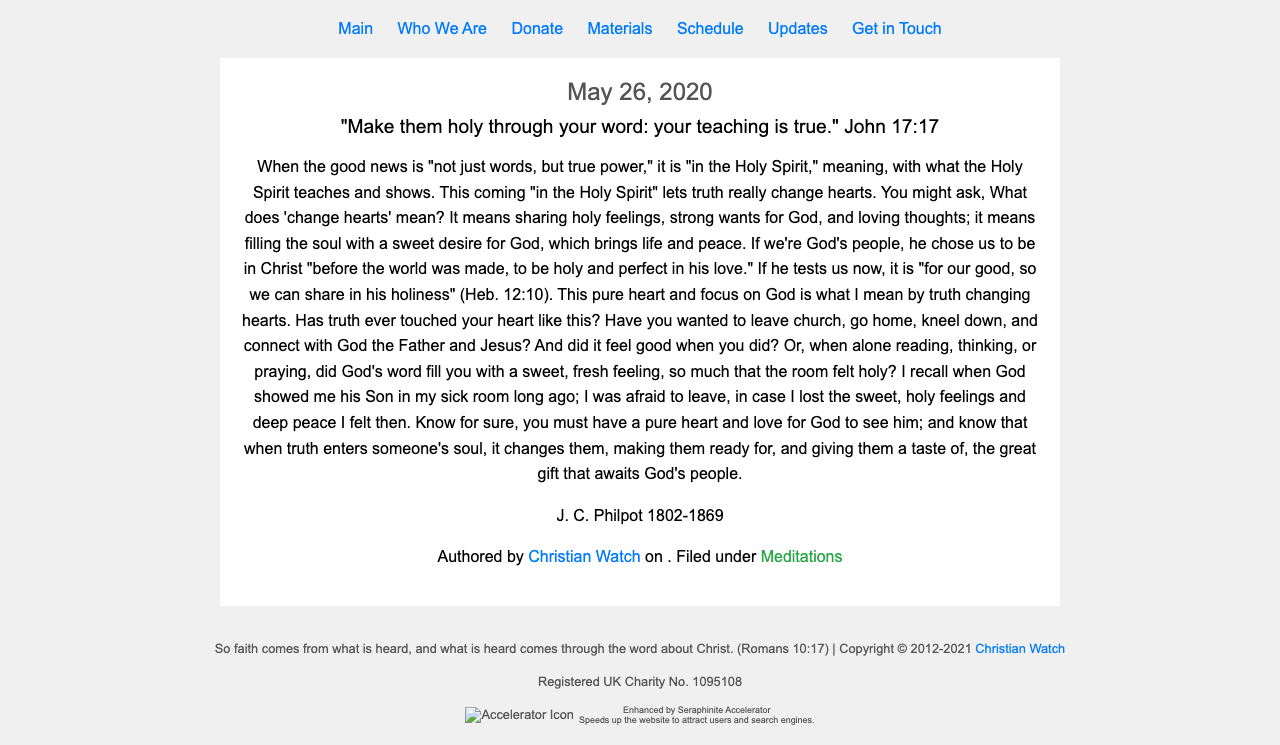 Main Who We Are Donate Materials Schedule Updates Get in Touch
May 26, 2020
"Make them holy through your word: your teaching is true." John 17:17
When the good news is "not just words, but true power," it is "in the Holy Spirit," meaning, with what the Holy
Spirit teaches and shows. This coming "in the Holy Spirit" lets truth really change hearts. You might ask, What
does 'change hearts' mean? It means sharing holy feelings, strong wants for God, and loving thoughts; it means
filling the soul with a sweet desire for God, which brings life and peace. If we're God's people, he chose us to be
in Christ "before the world was made, to be holy and perfect in his love." If he tests us now, it is "for our good, so
we can share in his holiness" (Heb. 12:10). This pure heart and focus on God is what I mean by truth changing
hearts. Has truth ever touched your heart like this? Have you wanted to leave church, go home, kneel down, and
connect with God the Father and Jesus? And did it feel good when you did? Or, when alone reading, thinking, or
praying, did God's word fill you with a sweet, fresh feeling, so much that the room felt holy? I recall when God
showed me his Son in my sick room long ago; I was afraid to leave, in case I lost the sweet, holy feelings and
deep peace I felt then. Know for sure, you must have a pure heart and love for God to see him; and know that
when truth enters someone's soul, it changes them, making them ready for, and giving them a taste of, the great
gift that awaits God's people.
J. C. Philpot 1802-1869
Authored by Christian Watch on . Filed under Meditations
So faith comes from what is heard, and what is heard comes through the word about Christ. (Romans 10:17) | Copyright © 2012-2021 Christian Watch
Registered UK Charity No. 1095108
Accelerator Icon
Enhanced by Seraphinite Accelerator
Speeds up the website to attract users and search engines.